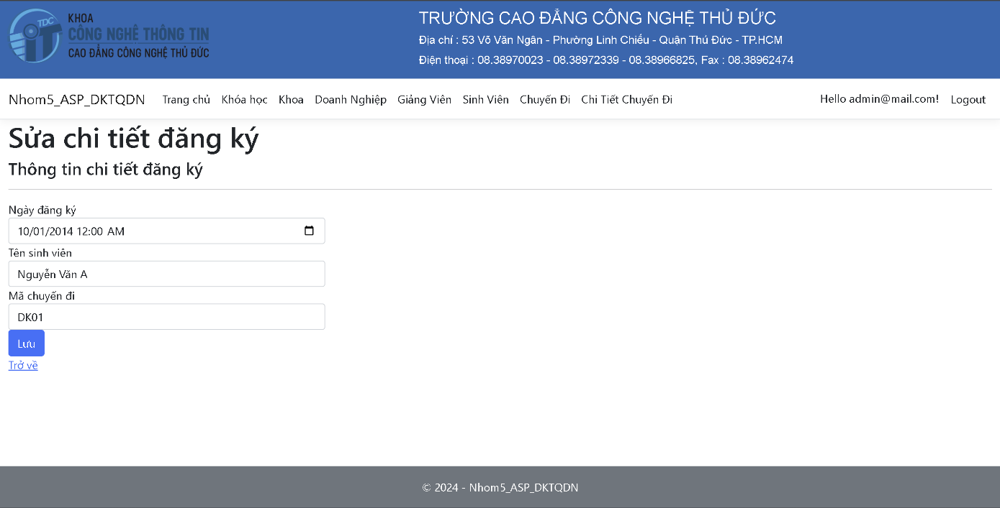 TDC
KHOA
CÔNG NGHỆ THÔNG TIN
CAO ĐẲNG CÔNG NGHỆ THỦ ĐỨC
TRƯỜNG CAO ĐẲNG CÔNG NGHỆ THỦ ĐỨC
Địa chỉ : 53 Võ Văn Ngân - Phường Linh Chiểu - Quận Thủ Đức - TP.HCM
Điện thoại : 08.38970023 - 08.38972339 - 08.38966825, Fax : 08.38962474
Nhom5_ASP_DKTQDN Trang chủ Khóa học Khoa Doanh Nghiệp Giảng Viên Sinh Viên Chuyến Đi Chi Tiết Chuyến Đi Hello admin@mail.com! Logout
Sửa chi tiết đăng ký
Thông tin chi tiết đăng ký
Ngày đăng ký
10/01/2014 12:00 AM
Tên sinh viên
Nguyễn Văn A
Mã chuyến đi
DK01
Lưu
Trở về
© 2024 - Nhom5_ASP_DKTQDN